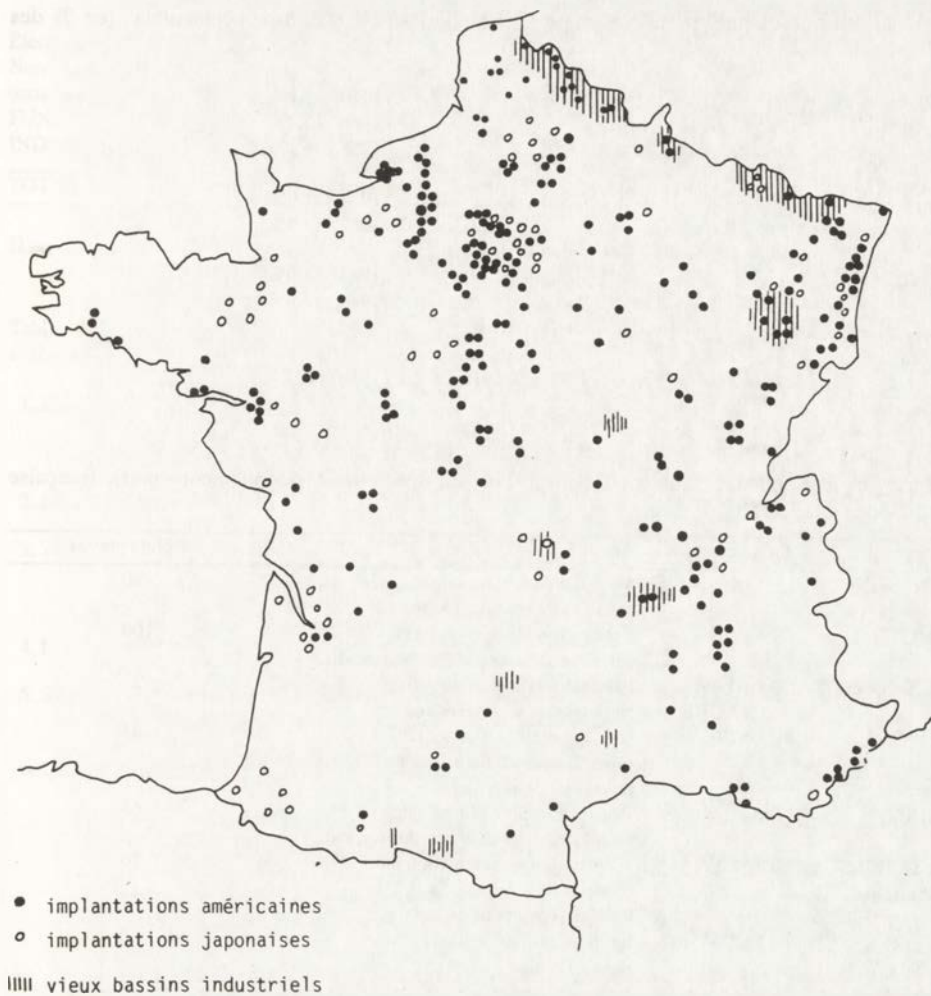 implantations américaines
implantations japonaises
vieux bassins industriels